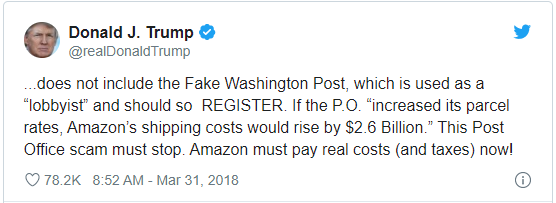 Donald J. Trump
@realDonaldTrump
...does not include the Fake Washington Post, which is used as a
“lobbyist” and should so  REGISTER. If the P.O. “increased its parcel
rates, Amazon’s shipping costs would rise by $2.6 Billion.” This Post
Office scam must stop. Amazon must pay real costs (and taxes) now!
78.2K 8:52 AM - Mar 31, 2018